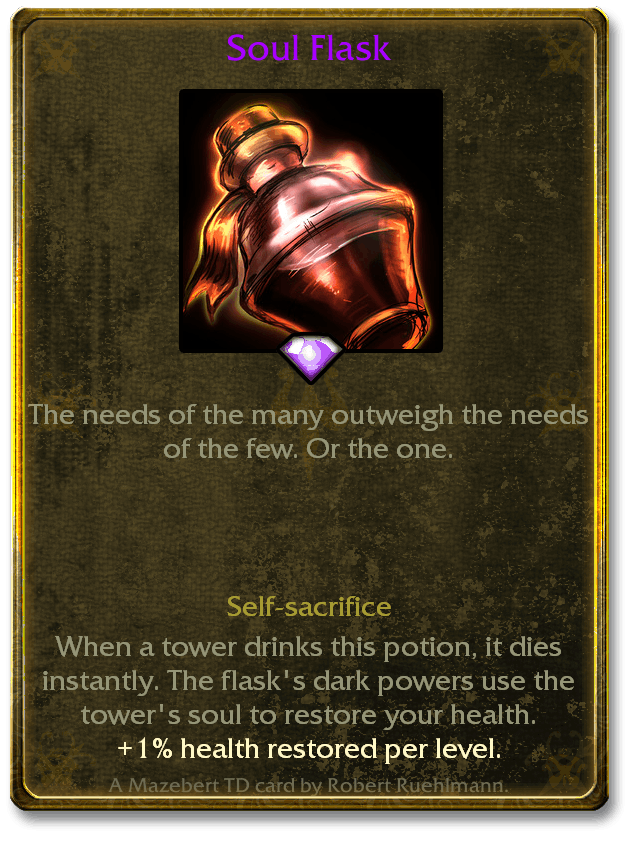 Soul Flask
The needs of the many outweigh the needs
of the few. Or the one.
Self-sacrifice
When a tower drinks this potion, it dies
instantly. The flask's dark powers use the
tower's soul to restore your health.
+1% health restored per level.
A Mazebert TD card by Robert Ruehlmann.